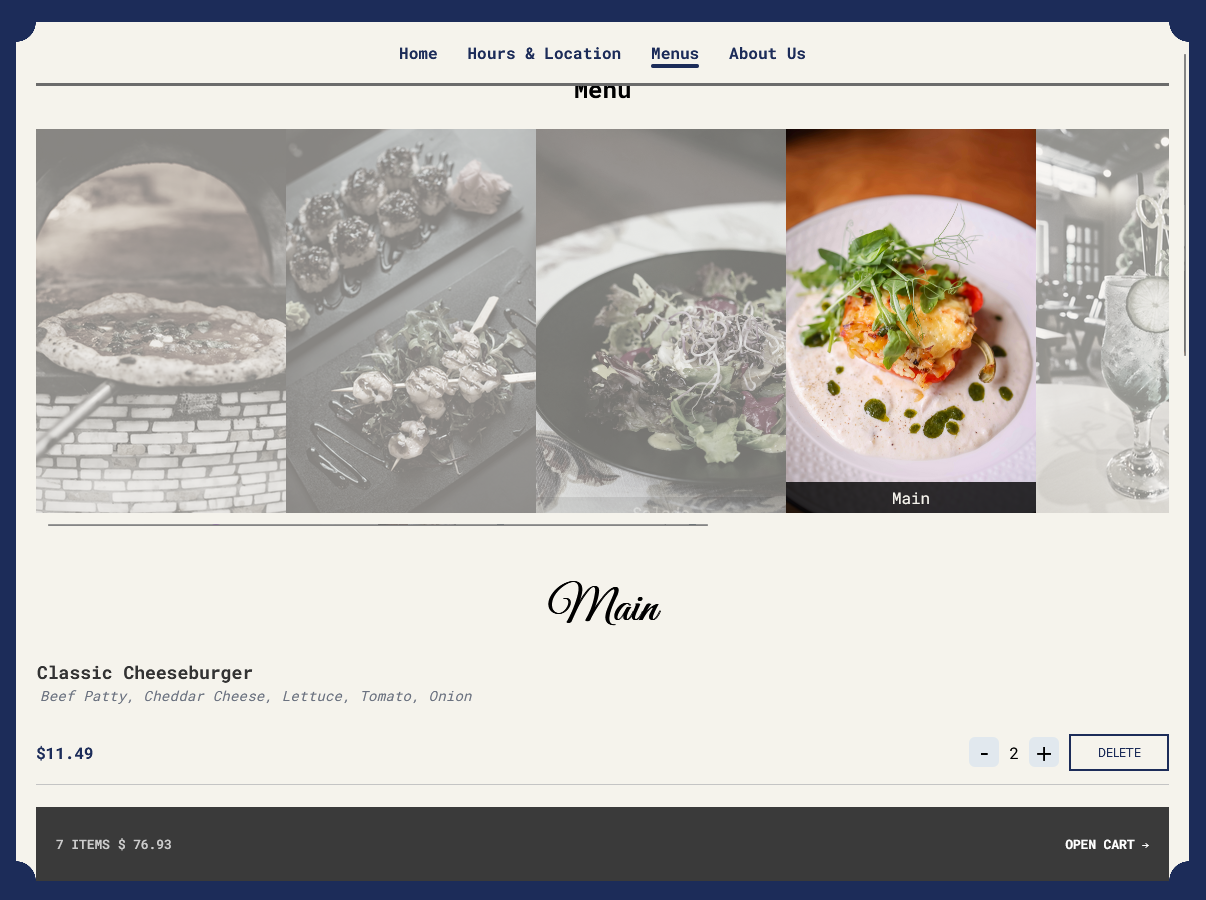 Home Hours & Location Menus About Us
Menu
Main
Main
Classic Cheeseburger
Beef Patty, Cheddar Cheese, Lettuce, Tomato, Onion
$11.49 - 2 + DELETE
7 ITEMS $ 76.93 OPEN CART →